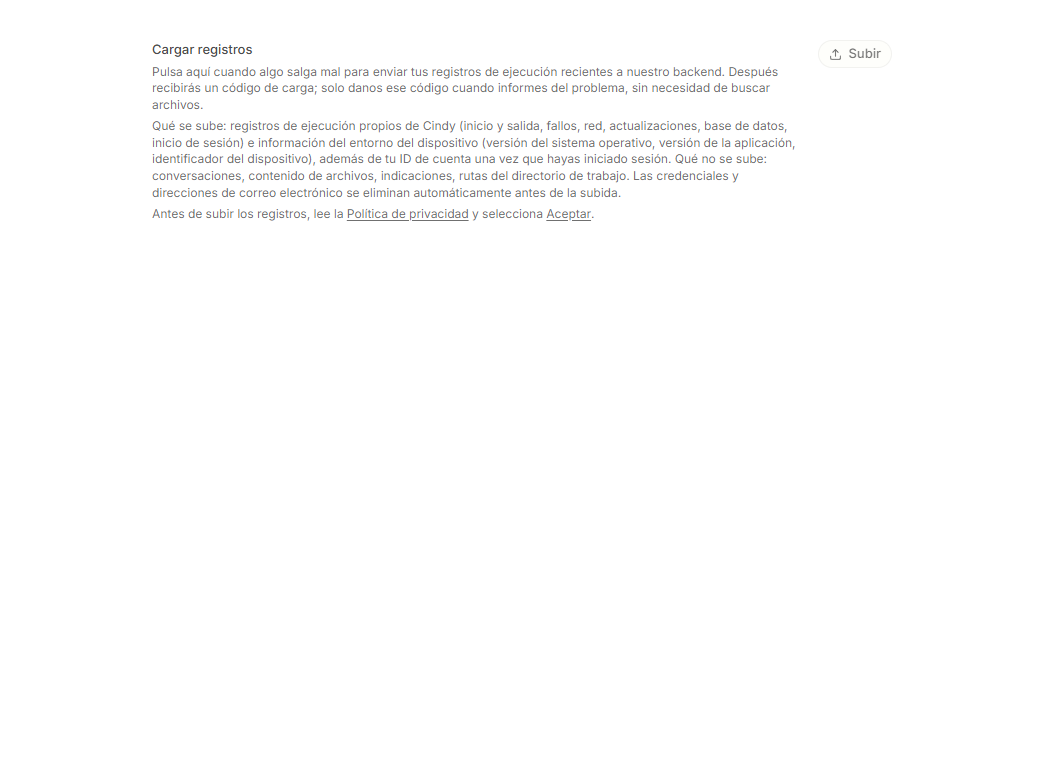 Cargar registros
Subir
Pulsa aquí cuando algo salga mal para enviar tus registros de ejecución recientes a nuestro backend. Después
recibirás un código de carga; solo danos ese código cuando informes del problema, sin necesidad de buscar
archivos.
Qué se sube: registros de ejecución propios de Cindy (inicio y salida, fallos, red, actualizaciones, base de datos,
inicio de sesión) e información del entorno del dispositivo (versión del sistema operativo, versión de la aplicación,
identificador del dispositivo), además de tu ID de cuenta una vez que hayas iniciado sesión. Qué no se sube:
conversaciones, contenido de archivos, indicaciones, rutas del directorio de trabajo. Las credenciales y
direcciones de correo electrónico se eliminan automáticamente antes de la subida.
Antes de subir los registros, lee la Política de privacidad y selecciona Aceptar.